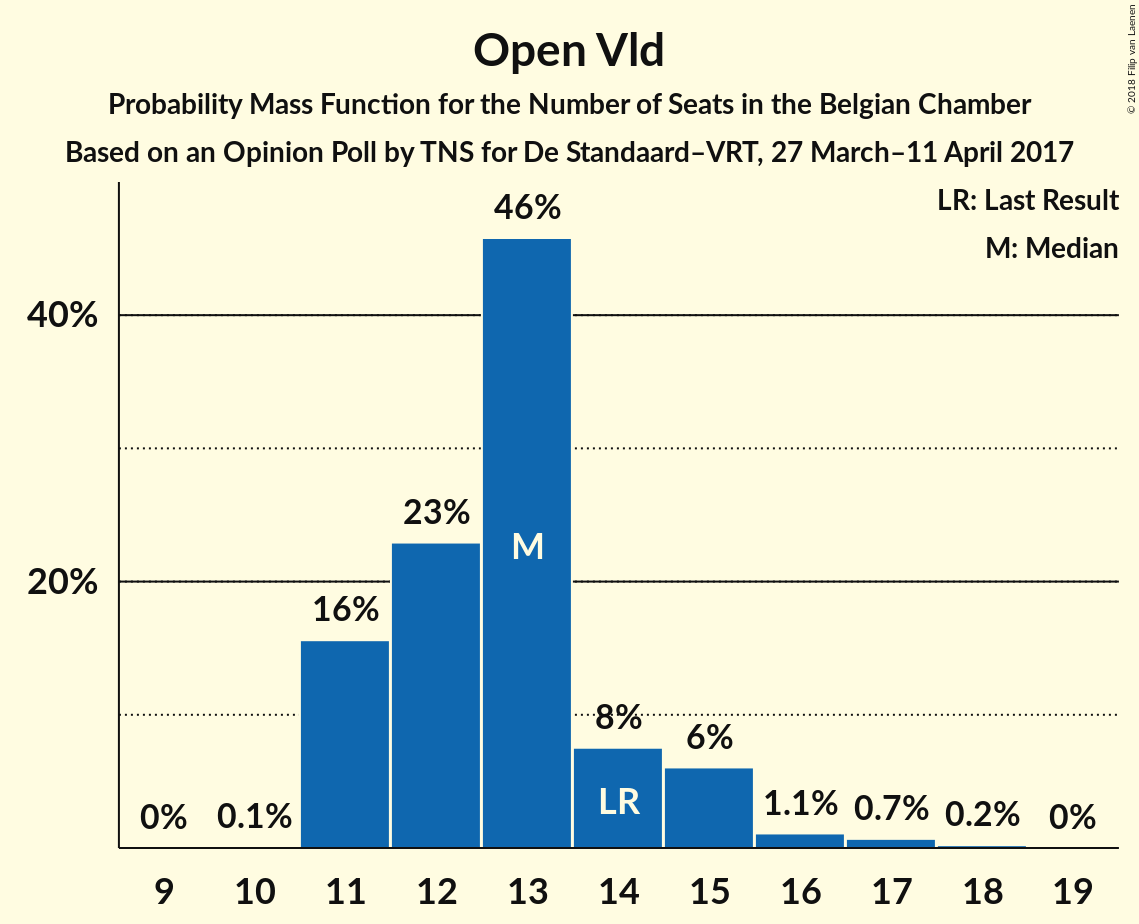 Open Vld
Probability Mass Function for the Number of Seats in the Belgian Chamber
Based on an Opinion Poll by TNS for De Standaard–VRT, 27 March–11 April 2017
© 2018 Filip van Laenen
LR: Last Result
M: Median
40%
20%
0%
0.1%
16%
23%
46%
8%
6%
1.1%
0.7%
0.2%
0%
M
LR
9 10 11 12 13 14 15 16 17 18 19